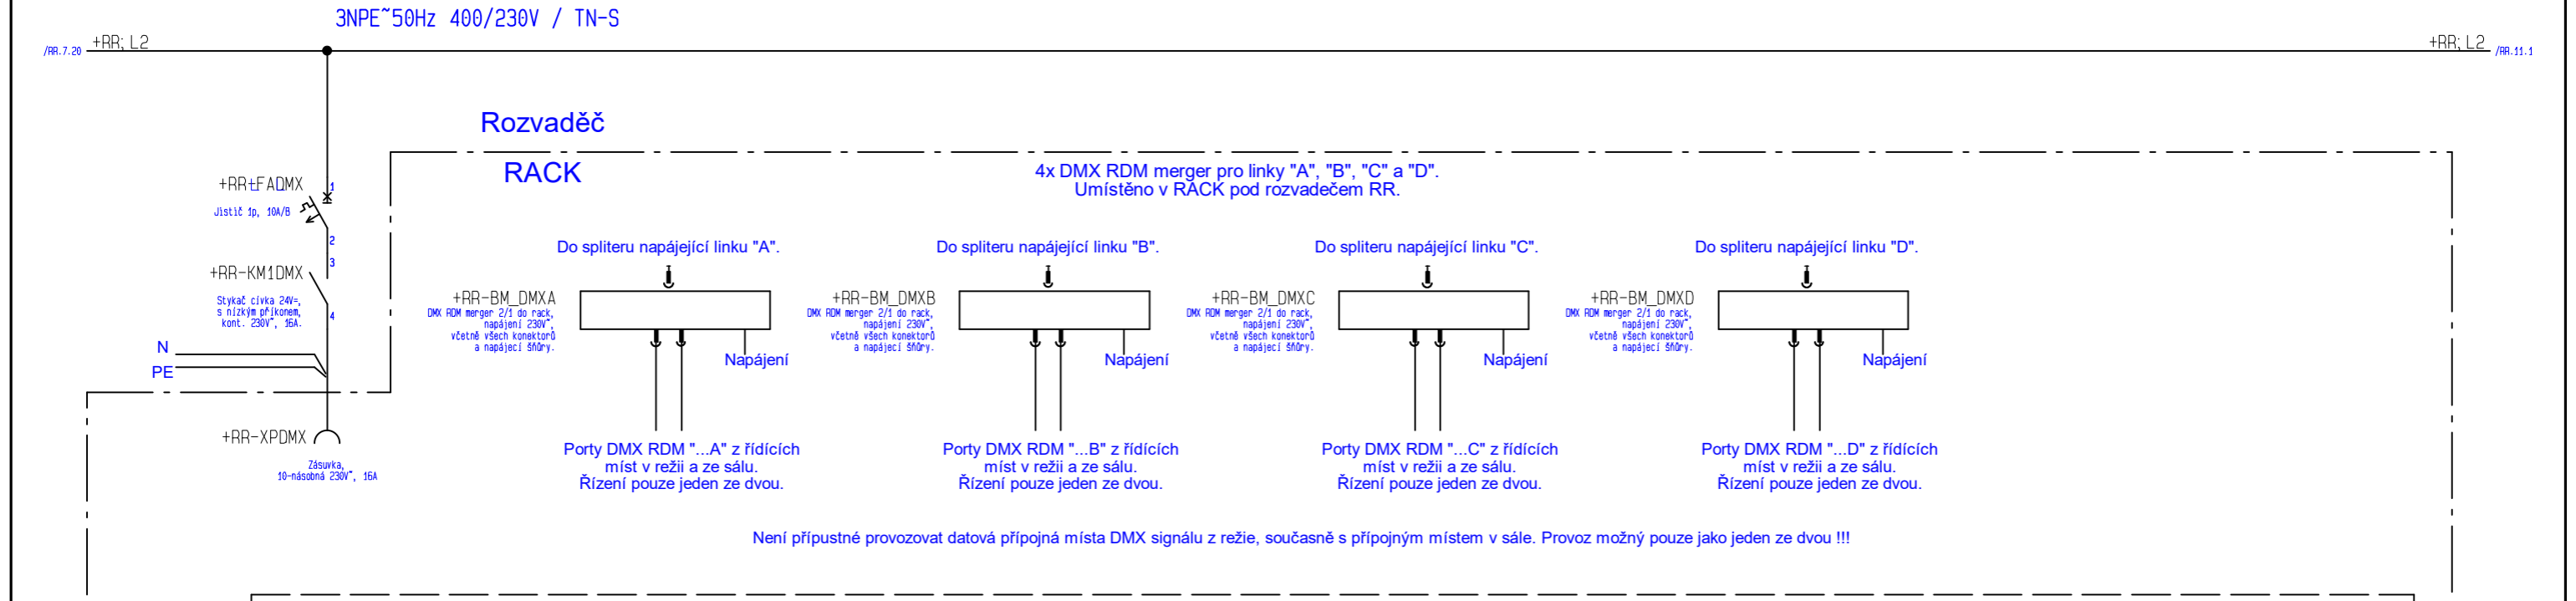 3NPE~50Hz 400/230V / TN-S
/RR.7.20
+RR; L2
+RR; L2
/RR.11.1
Rozvaděč
RACK
4x DMX RDM merger pro linky "A", "B", "C" a "D".
Umístěno v RACK pod rozvadečem RR.
+RR-FADMX
1
Jistič 1p, 10A/B
2
3
+RR-KM1DMX
Stykač cívka 24V=,
s nízkým příkonem,
kont. 230V~, 16A.
4
N
PE
+RR-XPDMX
Zásuvka,
10-násobná 230V~, 16A
Do spliteru napájející linku "A".
+RR-BM_DMXA
DMX RDM merger 2/1 do rack,
napájení 230V~,
včetně všech konektorů
a napájecí šňůry.
Napájení
Porty DMX RDM "...A" z řídících
míst v režii a ze sálu.
Řízení pouze jeden ze dvou.
Do spliteru napájející linku "B".
+RR-BM_DMXB
DMX RDM merger 2/1 do rack,
napájení 230V~,
včetně všech konektorů
a napájecí šňůry.
Napájení
Porty DMX RDM "...B" z řídících
míst v režii a ze sálu.
Řízení pouze jeden ze dvou.
Do spliteru napájející linku "C".
+RR-BM_DMXC
DMX RDM merger 2/1 do rack,
napájení 230V~,
včetně všech konektorů
a napájecí šňůry.
Napájení
Porty DMX RDM "...C" z řídících
míst v režii a ze sálu.
Řízení pouze jeden ze dvou.
Do spliteru napájející linku "D".
+RR-BM_DMXD
DMX RDM merger 2/1 do rack,
napájení 230V~,
včetně všech konektorů
a napájecí šňůry.
Napájení
Porty DMX RDM "...D" z řídících
míst v režii a ze sálu.
Řízení pouze jeden ze dvou.
Není přípustné provozovat datová přípojná místa DMX signálu z režie, současně s přípojným místem v sále. Provoz možný pouze jako jeden ze dvou !!!